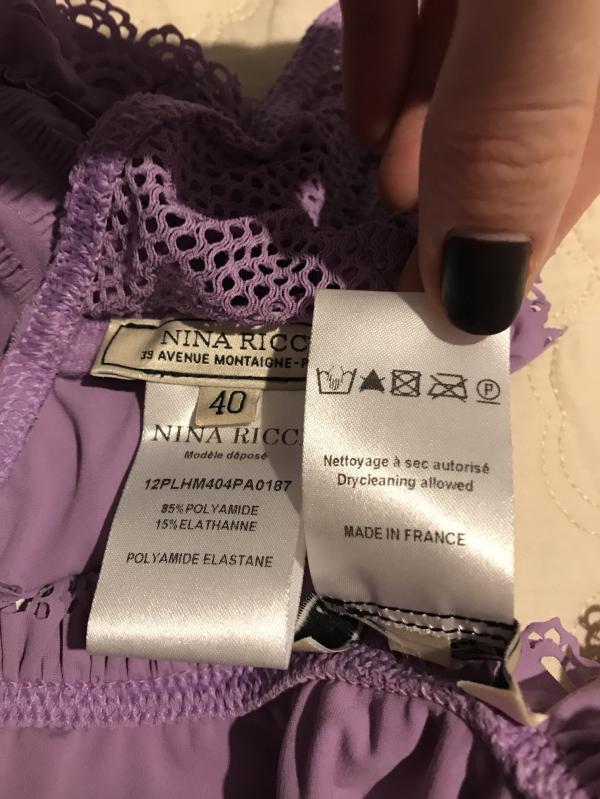 NINA RICC
39 AVENUE MONTAIGNE-P
40
NINA RICC
Modèle déposé
12PLHM404PA0187
85%POLYAMIDE
15%ELATHANNE
POLYAMIDE ELASTANE
P
Nettoyage à sec autorisé
Drycleaning allowed
MADE IN FRANCE